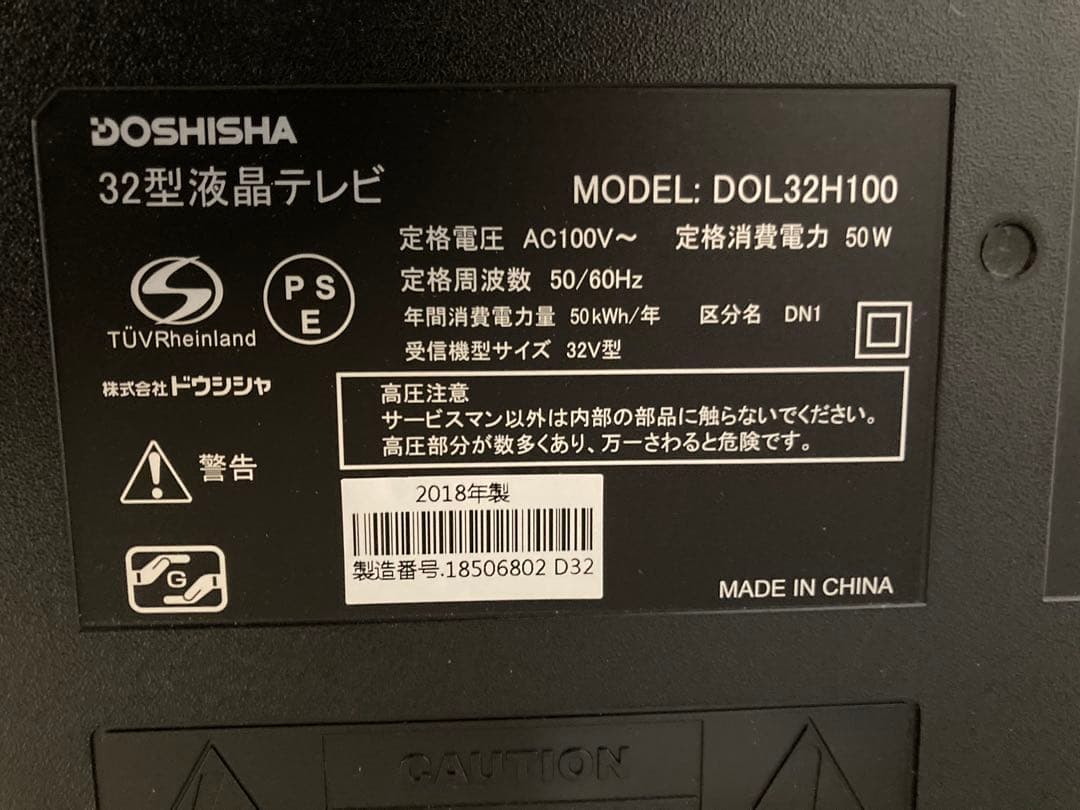 DOSHISHA
32型液晶テレビ
MODEL: DOL32H100
定格電圧 AC100V～ 定格消費電力 50W
定格周波数 50/60Hz
年間消費電力量 50kWh/年 区分名 DN1
受信機型サイズ 32V型
TÜVRheinland
PS
E
株式会社ドウシシャ
高圧注意
サービスマン以外は内部の部品に触らないでください。
高圧部分が数多くあり、万一さわると危険です。
警告
G
2018年製
製造番号.18506802 D32
MADE IN CHINA
CAUTION